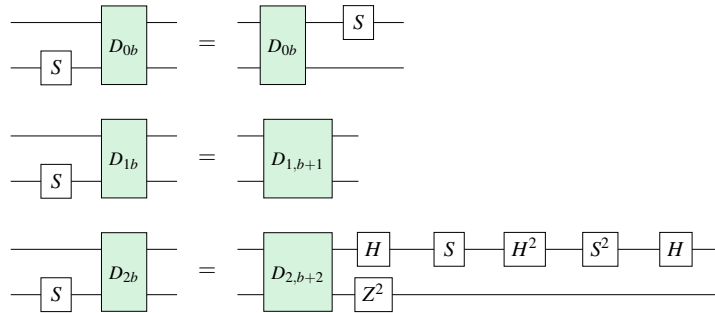 S D₀b = D₀b S
S D₁b = D₁,b+1
S D₂b = D₂,b+2 H S H² S² H
Z²